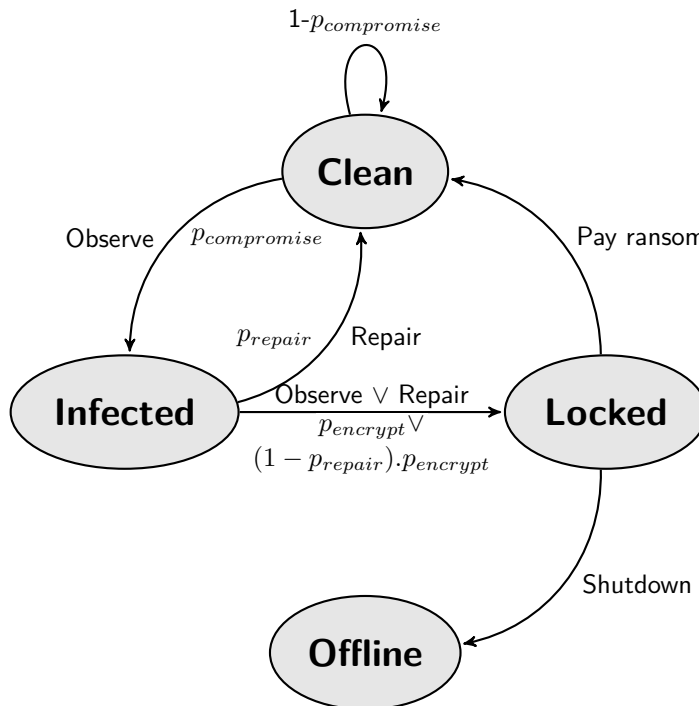 1-p_compromise
Clean
Observe
p_compromise
Pay ransom
p_repair
Repair
Infected
Observe ∨ Repair
p_encrypt∨
(1 − p_repair).p_encrypt
Locked
Shutdown
Offline